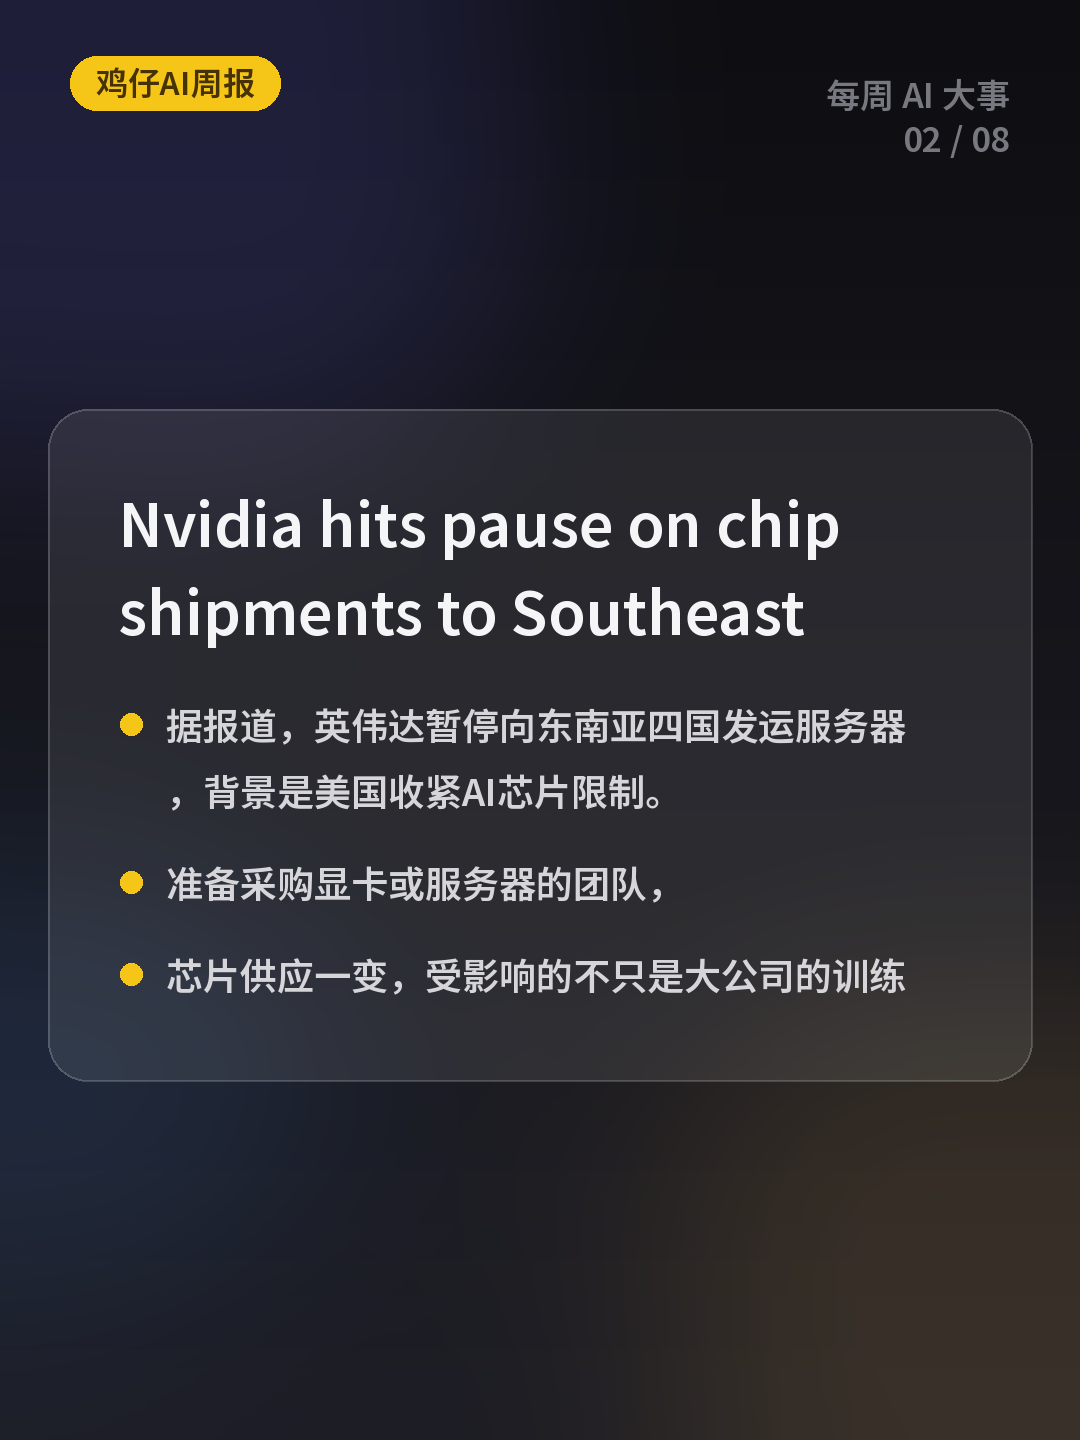 鸡仔AI周报
每周 AI 大事
02 / 08
Nvidia hits pause on chip
shipments to Southeast
据报道，英伟达暂停向东南亚四国发运服务器
，背景是美国收紧AI芯片限制。
准备采购显卡或服务器的团队，
芯片供应一变，受影响的不只是大公司的训练